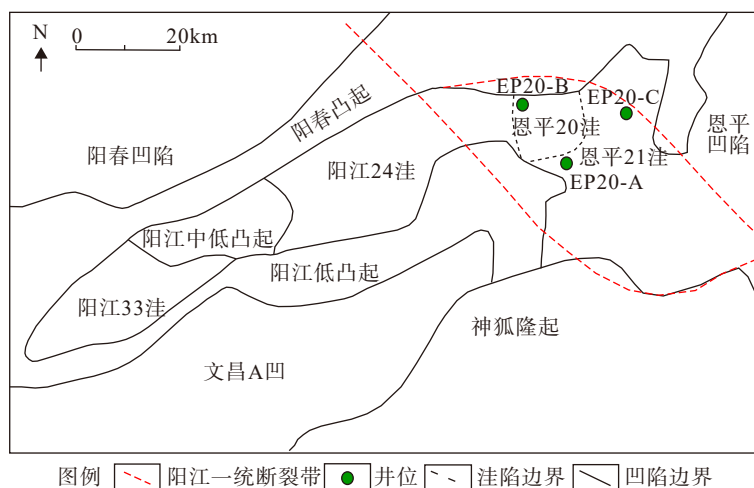 N
0 20km
阳春凸起
阳春凹陷
EP20-B
EP20-C
恩平20洼
恩平21洼
恩平
凹陷
阳江24洼
EP20-A
阳江中低凸起
阳江低凸起
阳江33洼
神狐隆起
文昌A凹
图例 阳江一统断裂带 井位 洼陷边界 凹陷边界